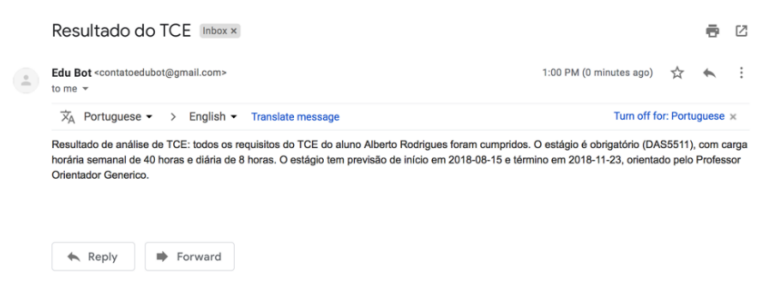 Resultado do TCE Inbox ×
Edu Bot <contatoedubot@gmail.com> 1:00 PM (0 minutes ago)
to me
Portuguese > English Translate message Turn off for: Portuguese ×
Resultado de análise de TCE: todos os requisitos do TCE do aluno Alberto Rodrigues foram cumpridos. O estágio é obrigatório (DAS5511), com carga
horária semanal de 40 horas e diária de 8 horas. O estágio tem previsão de início em 2018-08-15 e término em 2018-11-23, orientado pelo Professor
Orientador Generico.
Reply Forward